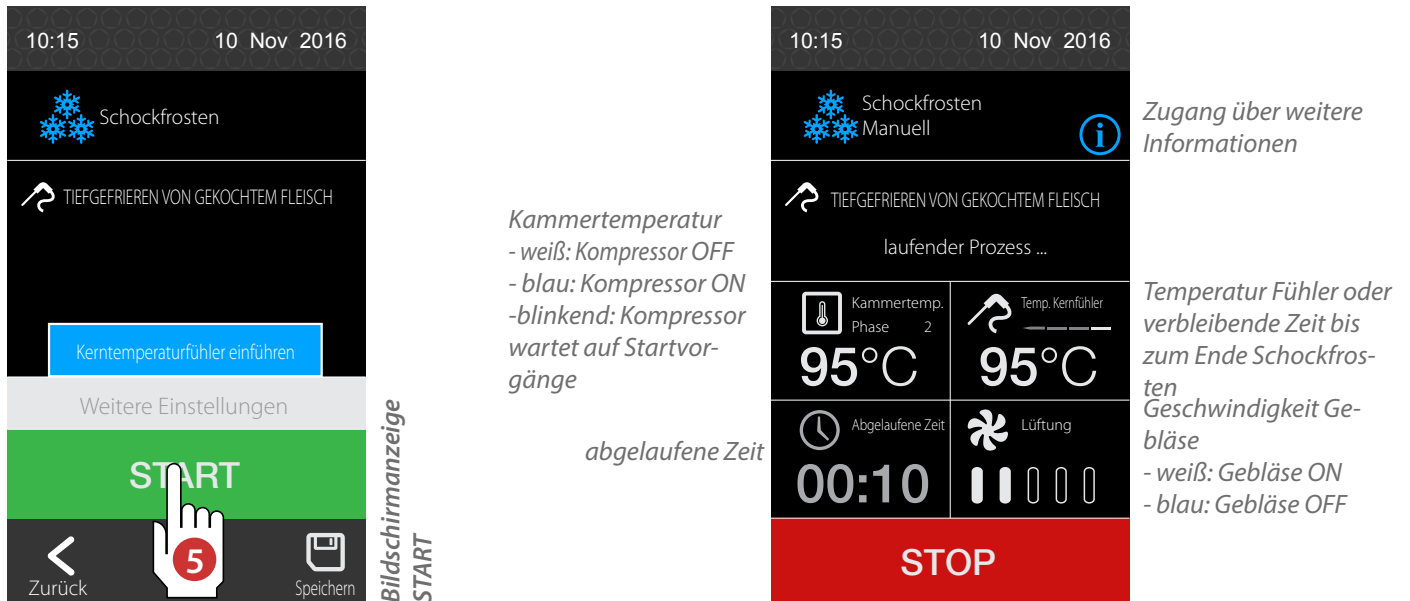 10:15 10 Nov 2016
Schockfrosten
TIEFGEFRIEREN VON GEKOCHTEM FLEISCH
Kerntemperaturfühler einführen
Weitere Einstellungen
START
5
Zurück
Speichern
Bildschirmanzeige
START
Kammertemperatur
- weiß: Kompressor OFF
- blau: Kompressor ON
-blinkend: Kompressor
wartet auf Startvor-
gänge
abgelaufene Zeit
10:15 10 Nov 2016
Schockfrosten
Manuell
i
TIEFGEFRIEREN VON GEKOCHTEM FLEISCH
laufender Prozess ...
Kammertemp.
Phase 2
95°C
Temp. Kernfühler
95°C
Abgelaufene Zeit
00:10
Lüftung
STOP
Zugang über weitere
Informationen
Temperatur Fühler oder
verbleibende Zeit bis
zum Ende Schockfros-
ten
Geschwindigkeit Ge-
bläse
- weiß: Gebläse ON
- blau: Gebläse OFF